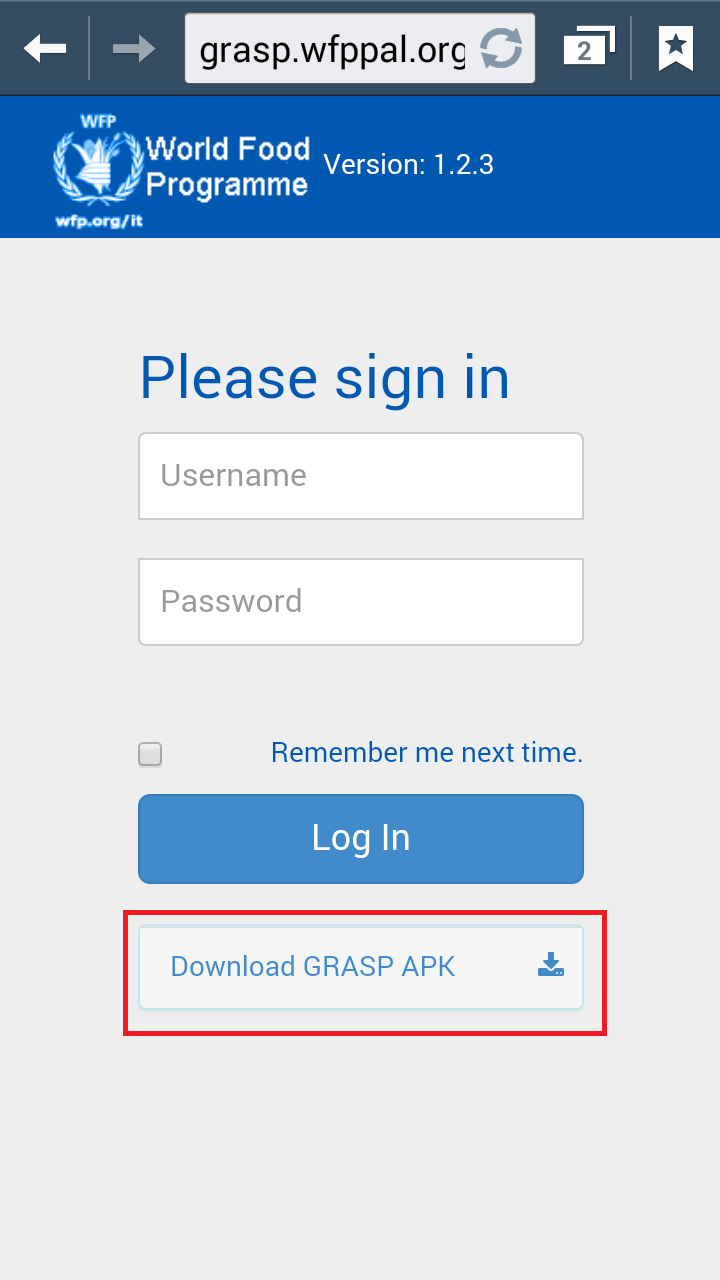 grasp.wfppal.org
2
WFP
World Food
Programme
wfp.org/it
Version: 1.2.3
Please sign in
Username
Password
Remember me next time.
Log In
Download GRASP APK